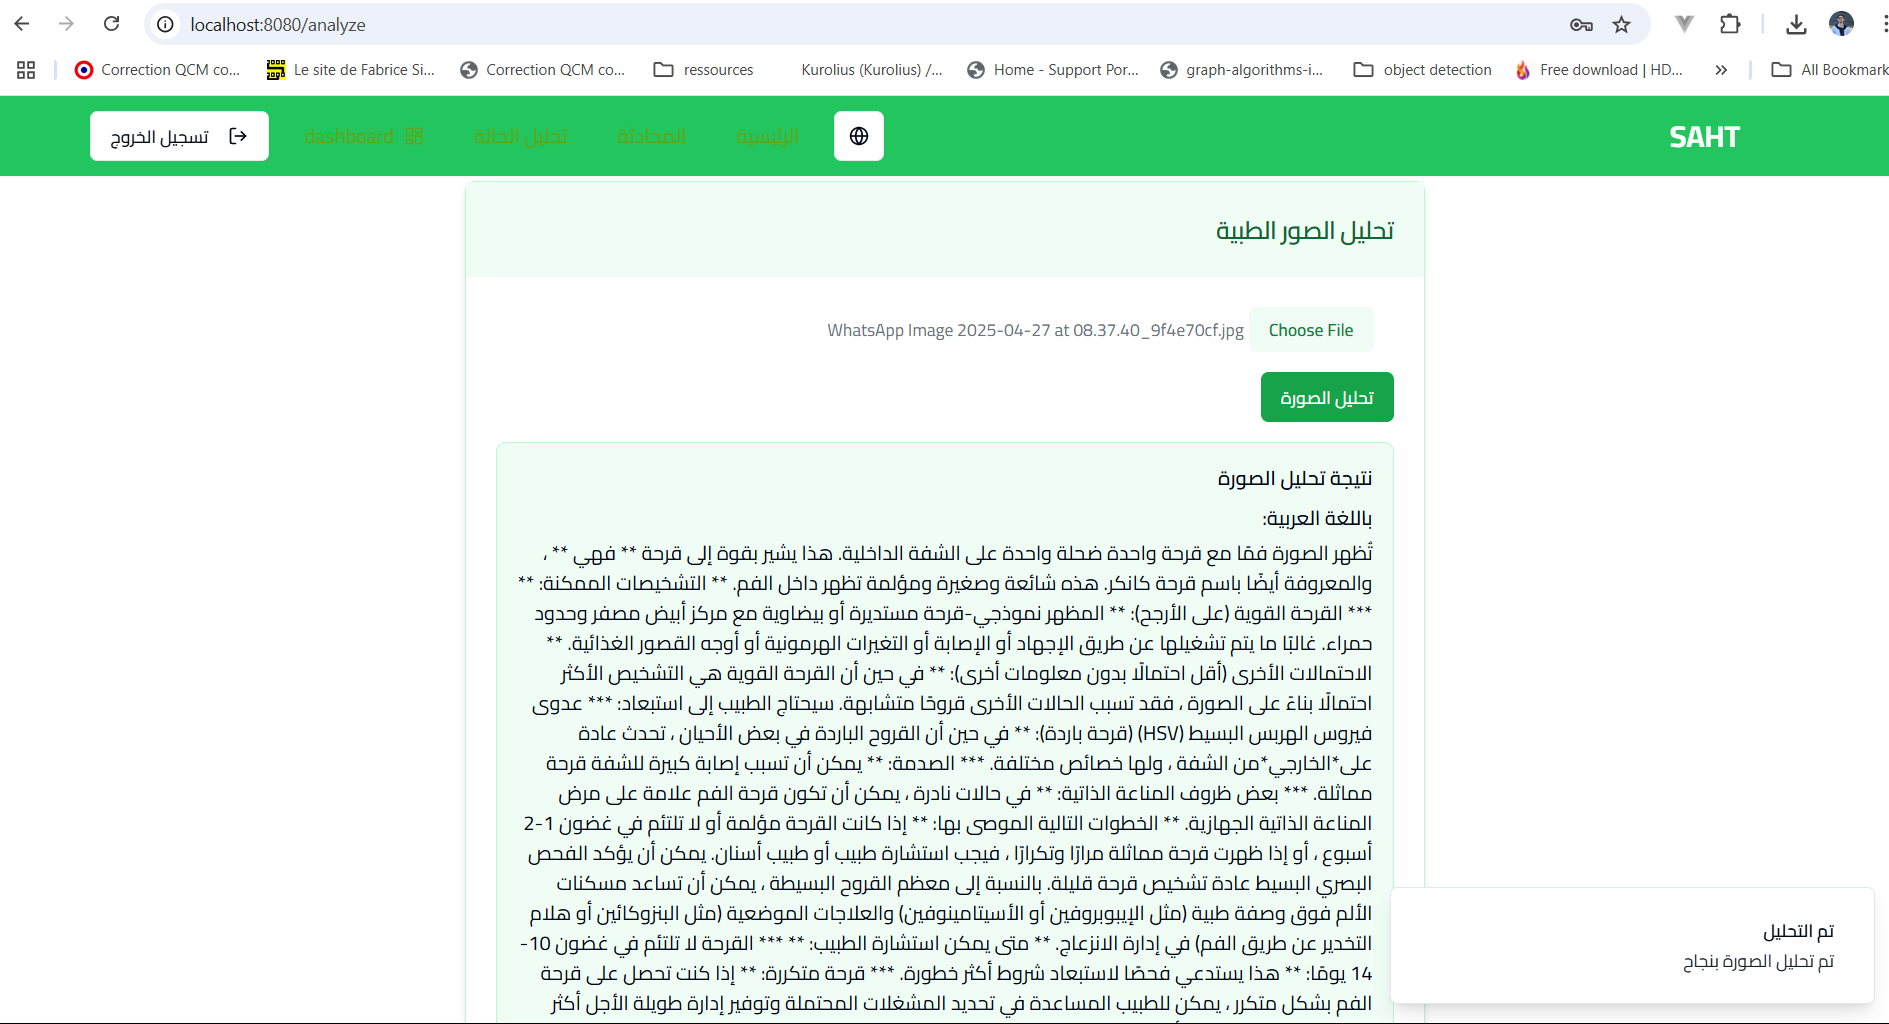 localhost:8080/analyze
Correction QCM co...
Le site de Fabrice Si...
Correction QCM co...
ressources
Kurolius (Kurolius) /...
Home - Support Por...
graph-algorithms-i...
object detection
Free download | HD...
All Bookmark
SAHT
الرئيسية
المحادثة
تحليل الحالة
dashboard
تسجيل الخروج
تحليل الصور الطبية
Choose File
WhatsApp Image 2025-04-27 at 08.37.40_9f4e70cf.jpg
تحليل الصورة
نتيجة تحليل الصورة
باللغة العربية:
تُظهر الصورة فمًا مع قرحة واحدة ضحلة واحدة على الشفة الداخلية. هذا يشير بقوة إلى قرحة ** فهي ** ،
والمعروفة أيضًا باسم قرحة كانكر. هذه شائعة وصغيرة ومؤلمة تظهر داخل الفم. ** التشخيصات الممكنة: **
*** القرحة القوية (على الأرجح): ** المظهر نموذجي-قرحة مستديرة أو بيضاوية مع مركز أبيض مصفر وحدود
حمراء. غالبًا ما يتم تشغيلها عن طريق الإجهاد أو الإصابة أو التغيرات الهرمونية أو أوجه القصور الغذائية. **
الاحتمالات الأخرى (أقل احتمالًا بدون معلومات أخرى): ** في حين أن القرحة القوية هي التشخيص الأكثر
احتمالًا بناءً على الصورة ، فقد تسبب الحالات الأخرى قروحًا متشابهة. سيحتاج الطبيب إلى استبعاد: *** عدوى
فيروس الهربس البسيط (HSV) (قرحة باردة): ** في حين أن القروح الباردة في بعض الأحيان ، تحدث عادة
على*الخارجي*من الشفة ، ولها خصائص مختلفة. *** الصدمة: ** يمكن أن تسبب إصابة كبيرة للشفة قرحة
مماثلة. *** بعض ظروف المناعة الذاتية: ** في حالات نادرة ، يمكن أن تكون قرحة الفم علامة على مرض
المناعة الذاتية الجهازية. ** الخطوات التالية الموصى بها: ** إذا كانت القرحة مؤلمة أو لا تلتئم في غضون 1-2
أسبوع ، أو إذا ظهرت قرحة مماثلة مرارًا وتكرارًا ، فيجب استشارة طبيب أو طبيب أسنان. يمكن أن يؤكد الفحص
البصري البسيط عادة تشخيص قرحة قليلة. بالنسبة إلى معظم القروح البسيطة ، يمكن أن تساعد مسكنات
الألم فوق وصفة طبية (مثل الإيبوبروفين أو الأسيتامينوفين) والعلاجات الموضعية (مثل البنزوكائين أو هلام
التخدير عن طريق الفم) في إدارة الانزعاج. ** متى يمكن استشارة الطبيب: ** *** القرحة لا تلتئم في غضون 10-
14 يومًا: ** هذا يستدعي فحصًا لاستبعاد شروط أكثر خطورة. *** قرحة متكررة: ** إذا كنت تحصل على قرحة
الفم بشكل متكرر ، يمكن للطبيب المساعدة في تحديد المشغلات المحتملة وتوفير إدارة طويلة الأجل أكثر
تم التحليل
تم تحليل الصورة بنجاح